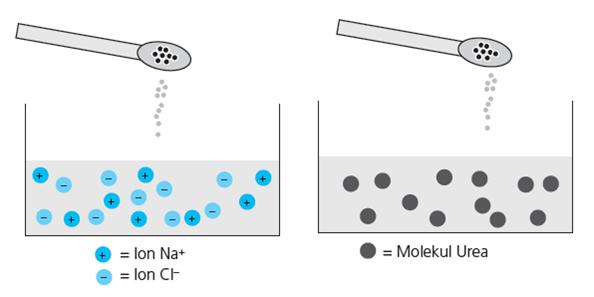 + = Ion Na⁺
– = Ion Cl⁻
= Molekul Urea